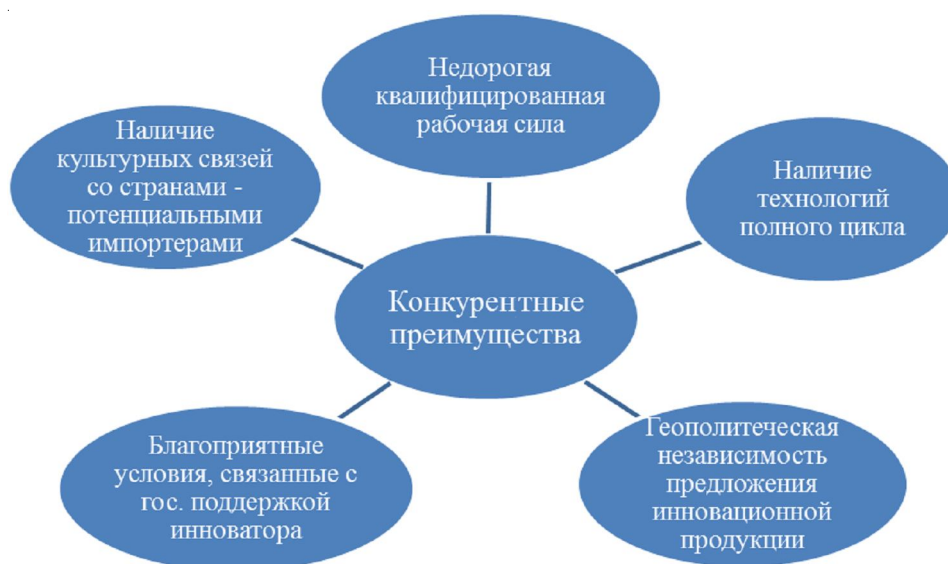 Недорогая
квалифицированная
рабочая сила
Наличие
культурных связей
со странами -
потенциальными
импортерами
Наличие
технологий
полного цикла
Конкурентные
преимущества
Благоприятные
условия, связанные с
гос. поддержкой
инноватора
Геополитеческая
независимость
предложения
инновационной
продукции